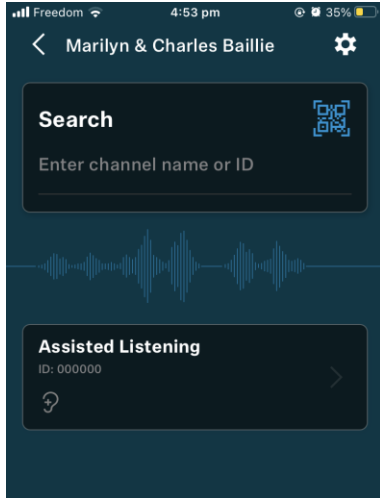 Freedom 4:53 pm 35%
Marilyn & Charles Baillie
Search
Enter channel name or ID
Assisted Listening
ID: 000000